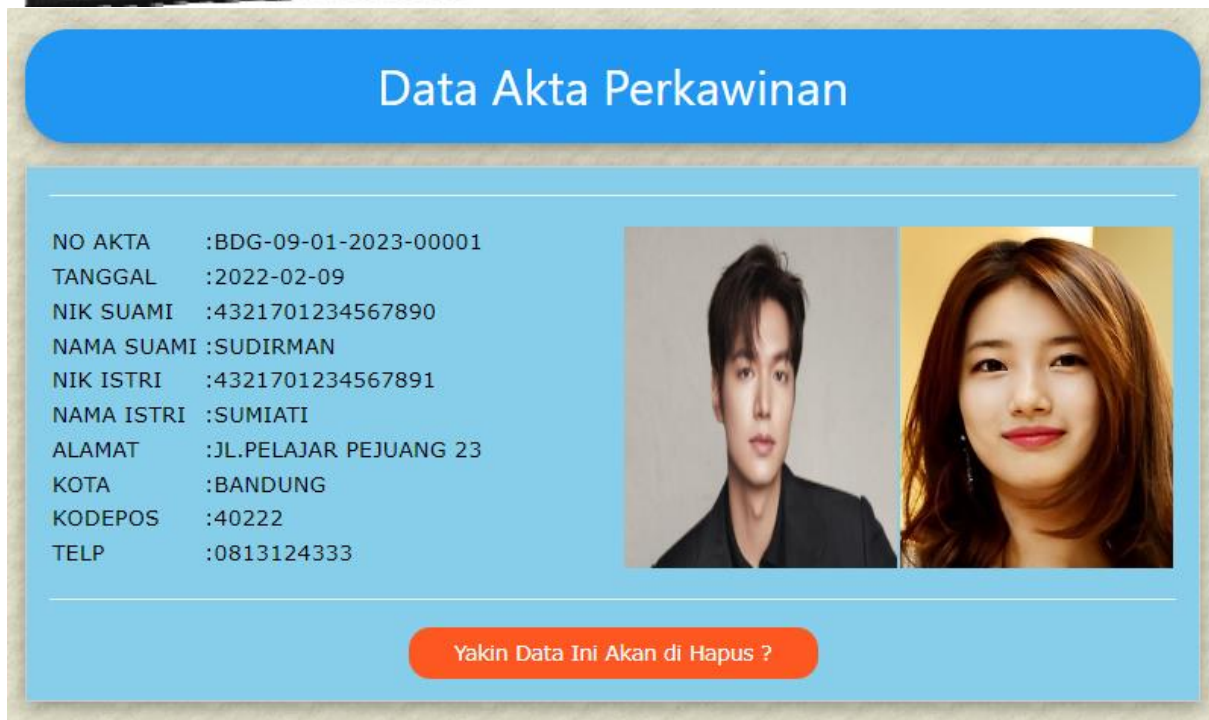 Data Akta Perkawinan
NO AKTA :BDG-09-01-2023-00001
TANGGAL :2022-02-09
NIK SUAMI :4321701234567890
NAMA SUAMI :SUDIRMAN
NIK ISTRI :4321701234567891
NAMA ISTRI :SUMIATI
ALAMAT :JL.PELAJAR PEJUANG 23
KOTA :BANDUNG
KODEPOS :40222
TELP :0813124333
Yakin Data Ini Akan di Hapus ?